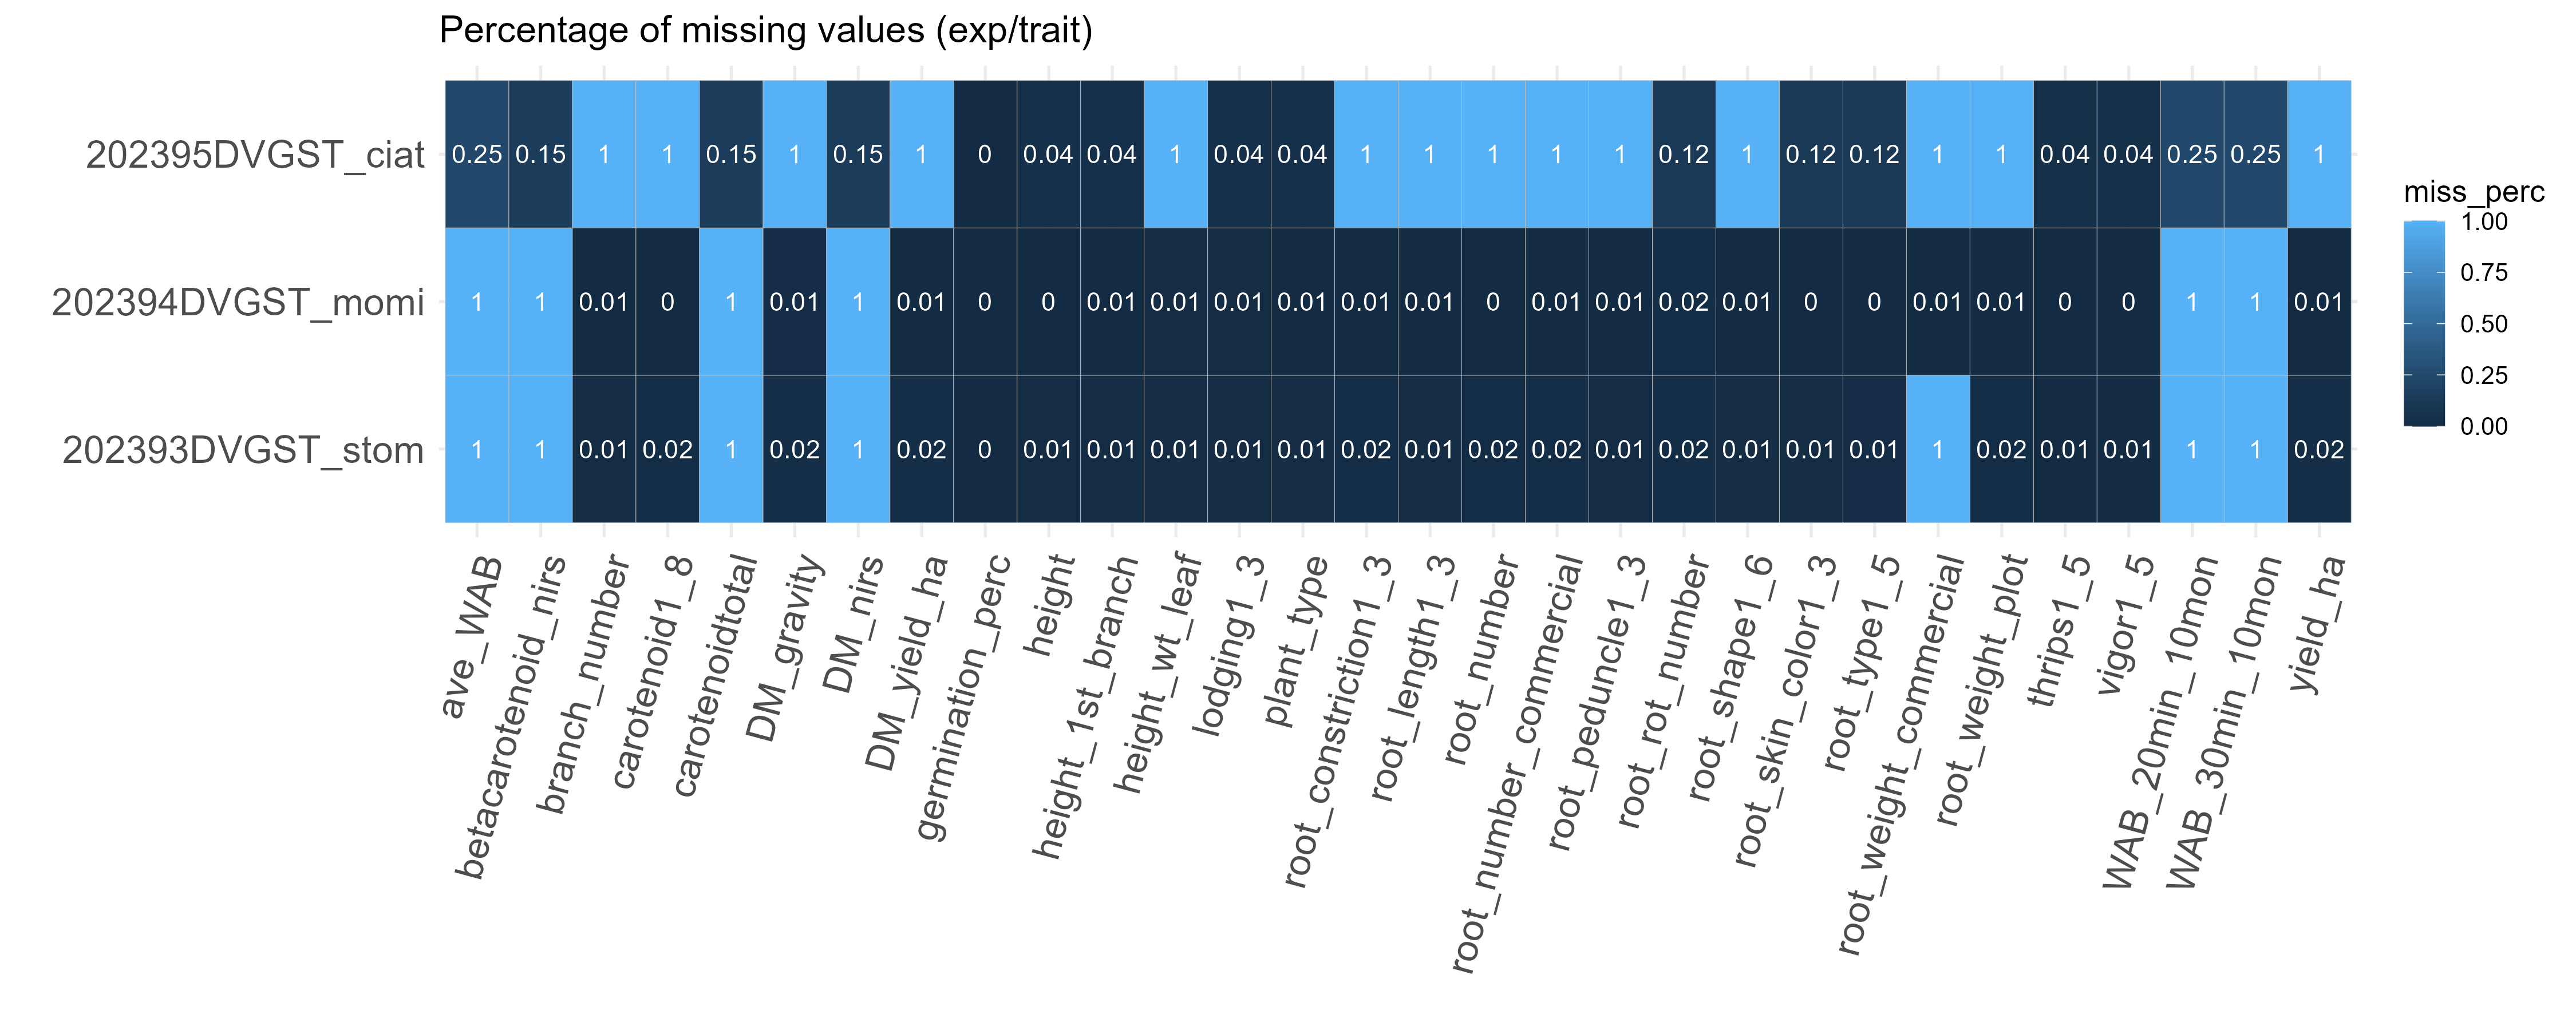 Percentage of missing values (exp/trait)
202395DVGST_ciat 0.25 0.15 1 1 0.15 1 0.15 1 0 0.04 0.04 1 0.04 0.04 1 1 1 1 1 0.12 1 0.12 0.12 1 1 0.04 0.04 0.25 0.25 1
202394DVGST_momi 1 1 0.01 0 1 0.01 1 0.01 0 0 0.01 0.01 0.01 0.01 0.01 0.01 0 0.01 0.01 0.02 0.01 0 0 0.01 0.01 0 0 1 1 0.01
202393DVGST_stom 1 1 0.01 0.02 1 0.02 1 0.02 0 0.01 0.01 0.01 0.01 0.01 0.02 0.01 0.02 0.02 0.01 0.02 0.01 0.01 0.01 1 0.02 0.01 0.01 1 1 0.02
ave_WAB
betacarotenoid_nirs
branch_number
carotenoid1_8
carotenoidtotal
DM_gravity
DM_nirs
DM_yield_ha
germination_perc
height
height_1st_branch
height_wt_leaf
lodging1_3
plant_type
root_constriction1_3
root_length1_3
root_number
root_number_commercial
root_peduncle1_3
root_rot_number
root_shape1_6
root_skin_color1_3
root_type1_5
root_weight_commercial
root_weight_plot
thrips1_5
vigor1_5
WAB_20min_10mon
WAB_30min_10mon
yield_ha
miss_perc
1.00
0.75
0.50
0.25
0.00